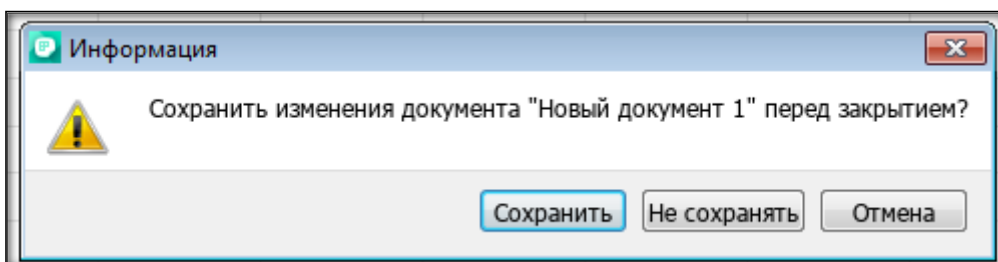 Информация
Сохранить изменения документа "Новый документ 1" перед закрытием?
Сохранить Не сохранять Отмена